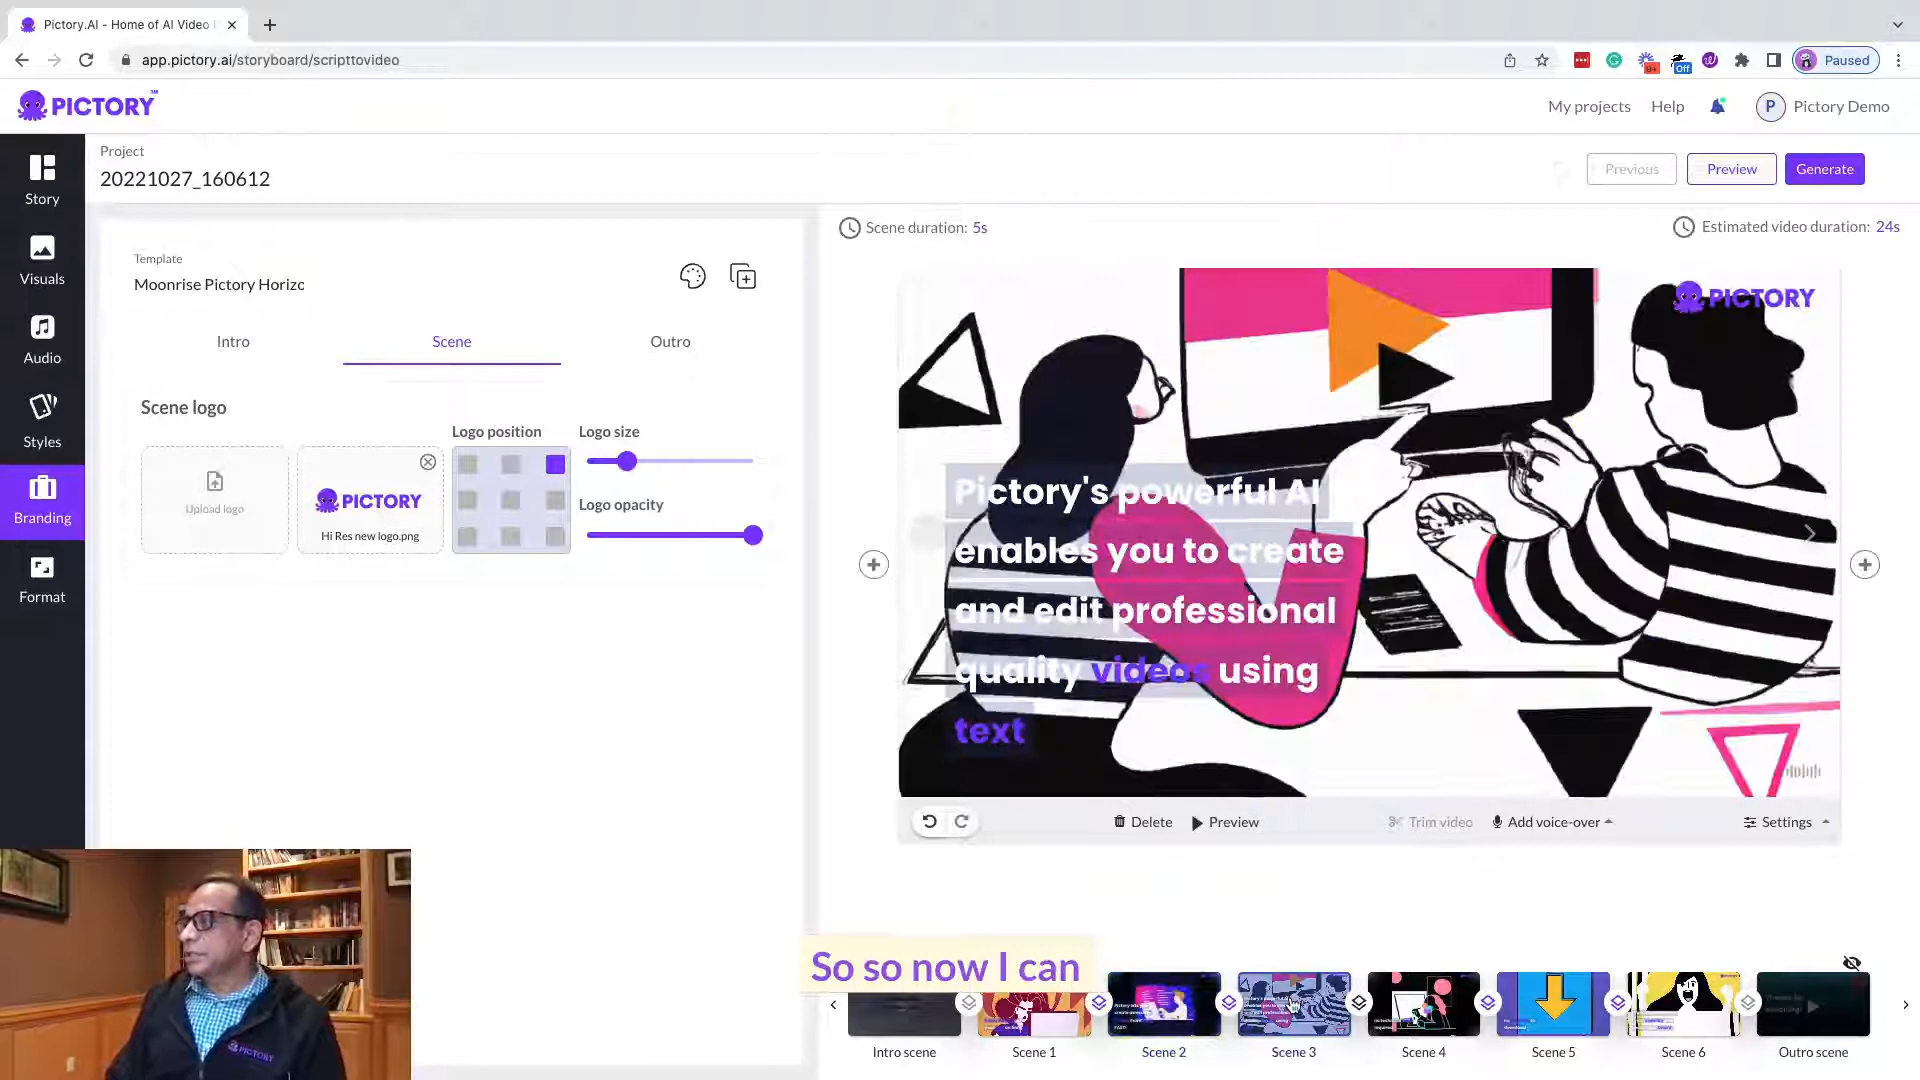 Pictory.AI - Home of AI Video
app.pictory.ai/storyboard/scripttovideo
Off
Paused
PICTORY™
My projects
Help
P
Pictory Demo
Project
20221027_160612
Previous
Preview
Generate
Story
Visuals
Audio
Styles
Branding
Format
Template
Moonrise Pictory Horizo
Intro
Scene
Outro
Scene logo
Upload logo
PICTORY
Hi Res new logo.png
Logo position
Logo size
Logo opacity
Scene duration: 5s
Estimated video duration: 24s
PICTORY
Pictory's powerful AI
enables you to create
and edit professional
quality videos using
text
Delete
Preview
Trim video
Add voice-over
Settings
So so now I can
Intro scene
Scene 1
Scene 2
Scene 3
Scene 4
Scene 5
Scene 6
Outro scene
PICTORY